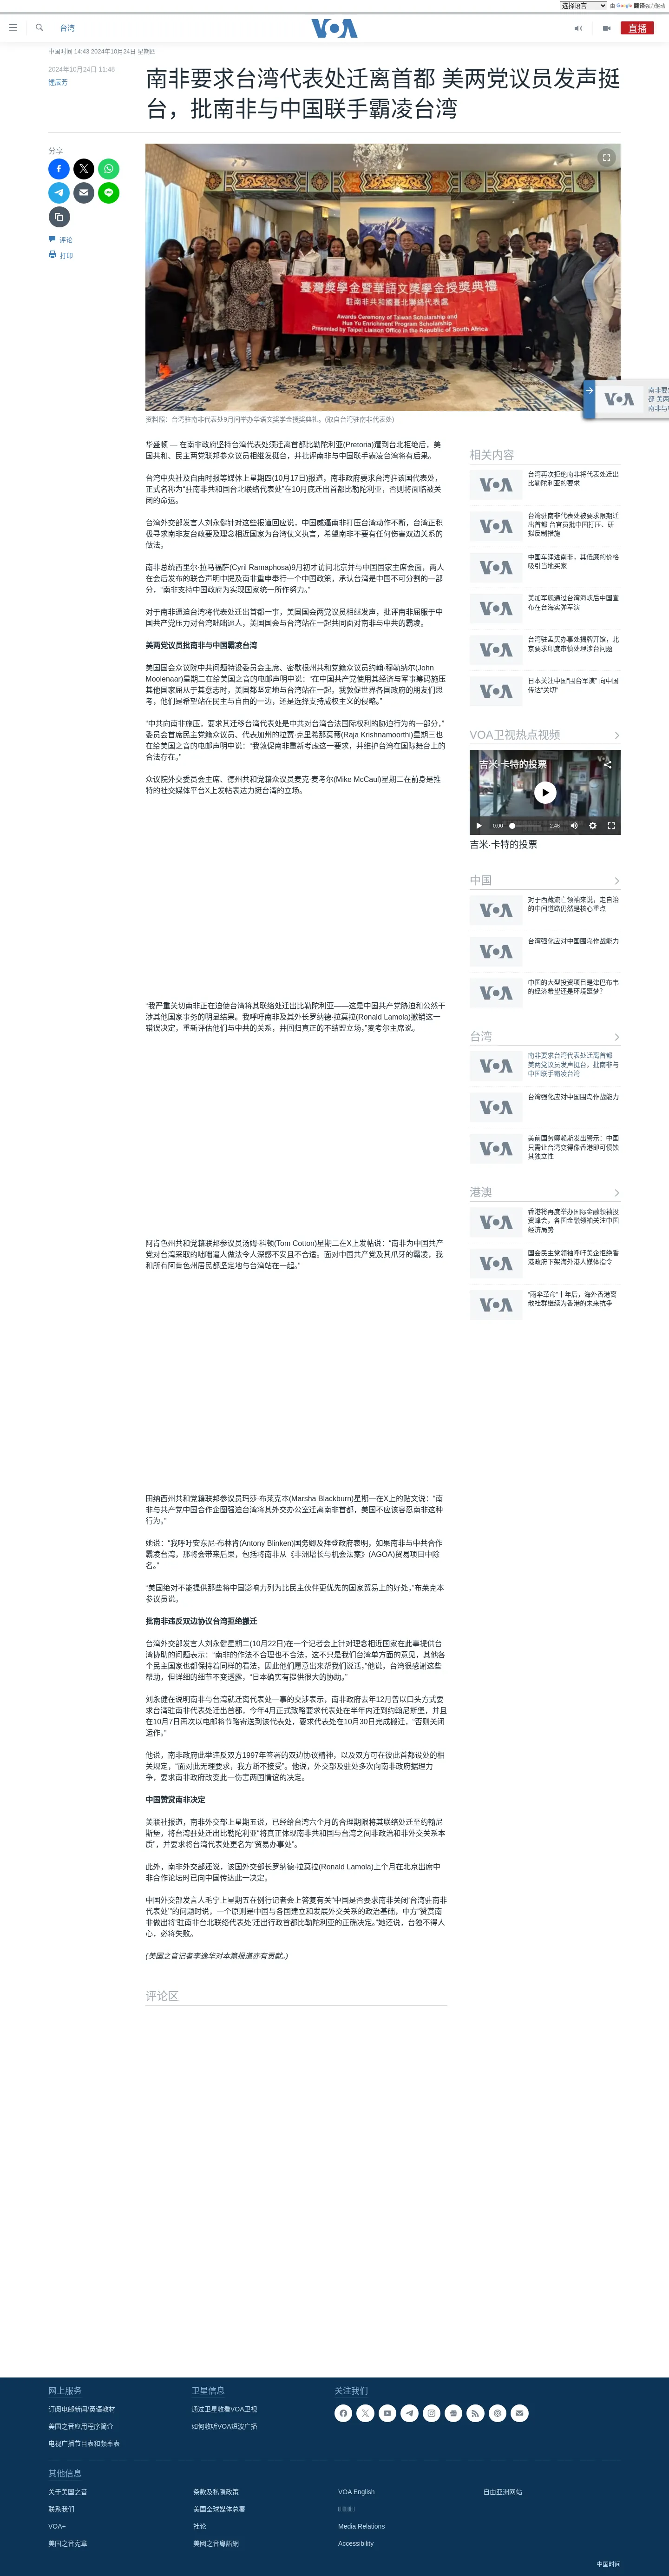 选择语言
由 Google 翻译强力驱动
台湾
VOA
直播
中国时间 14:43 2024年10月24日 星期四
2024年10月24日 11:48
锺辰芳
南非要求台湾代表处迁离首都 美两党议员发声挺台，批南非与中国联手霸凌台湾
分享
评论
打印
臺灣獎學金暨華語文獎學金授獎典禮
駐南非共和國臺北聯絡代表處
Awards Ceremony of Taiwan Scholarship and
Hua Yu Enrichment Program Scholarship
Presented by Taipei Liaison Office in the Republic of South Africa
资料照：台湾驻南非代表处9月间举办华语文奖学金授奖典礼。(取自台湾驻南非代表处)
华盛顿 — 在南非政府坚持台湾代表处须迁离首都比勒陀利亚(Pretoria)遭到台北拒绝后，美国共和、民主两党联邦参众议员相继发声挺台，并批评南非与中国联手霸凌台湾将有后果。
台湾中央社及自由时报等媒体上星期四(10月17日)报道，南非政府要求台湾驻该国代表处，正式名称为“驻南非共和国台北联络代表处”在10月底迁出首都比勒陀利亚，否则将面临被关闭的命运。
台湾外交部发言人刘永健针对这些报道回应说，中国威逼南非打压台湾动作不断，台湾正积极寻求南非友台政要及理念相近国家为台湾仗义执言，希望南非不要有任何伤害双边关系的做法。
南非总统西里尔·拉马福萨(Cyril Ramaphosa)9月初才访问北京并与中国国家主席会面，两人在会后发布的联合声明中提及南非重申奉行一个中国政策，承认台湾是中国不可分割的一部分，“南非支持中国政府为实现国家统一所作努力。”
对于南非逼迫台湾将代表处迁出首都一事，美国国会两党议员相继发声，批评南非屈服于中国共产党压力对台湾咄咄逼人，美国国会与台湾站在一起共同面对南非与中共的霸凌。
美两党议员批南非与中国霸凌台湾
美国国会众议院中共问题特设委员会主席、密歇根州共和党籍众议员约翰·穆勒纳尔(John Moolenaar)星期二在给美国之音的电邮声明中说：“在中国共产党使用其经济与军事筹码施压其他国家屈从于其意志时，美国都坚定地与台湾站在一起。我敦促世界各国政府的朋友们思考，他们是希望站在民主与自由的一边，还是选择支持威权主义的侵略。”
“中共向南非施压，要求其迁移台湾代表处是中共对台湾合法国际权利的胁迫行为的一部分，”委员会首席民主党籍众议员、代表加州的拉贾·克里希那莫蒂(Raja Krishnamoorthi)星期三也在给美国之音的电邮声明中说：“我敦促南非重新考虑这一要求，并维护台湾在国际舞台上的合法存在。”
众议院外交委员会主席、德州共和党籍众议员麦克·麦考尔(Mike McCaul)星期二在前身是推特的社交媒体平台X上发帖表达力挺台湾的立场。
“我严重关切南非正在迫使台湾将其联络处迁出比勒陀利亚——这是中国共产党胁迫和公然干涉其他国家事务的明显结果。我呼吁南非及其外长罗纳德·拉莫拉(Ronald Lamola)撤销这一错误决定，重新评估他们与中共的关系，并回归真正的不结盟立场，”麦考尔主席说。
阿肯色州共和党籍联邦参议员汤姆·科顿(Tom Cotton)星期二在X上发帖说：“南非为中国共产党对台湾采取的咄咄逼人做法令人深感不安且不合适。面对中国共产党及其爪牙的霸凌，我和所有阿肯色州居民都坚定地与台湾站在一起。”
田纳西州共和党籍联邦参议员玛莎·布莱克本(Marsha Blackburn)星期一在X上的贴文说：“南非与共产党中国合作企图强迫台湾将其外交办公室迁离南非首都，美国不应该容忍南非这种行为。”
她说：“我呼吁安东尼·布林肯(Antony Blinken)国务卿及拜登政府表明，如果南非与中共合作霸凌台湾，那将会带来后果，包括将南非从《非洲增长与机会法案》(AGOA)贸易项目中除名。”
“美国绝对不能提供那些将中国影响力列为比民主伙伴更优先的国家贸易上的好处，”布莱克本参议员说。
批南非违反双边协议台湾拒绝搬迁
台湾外交部发言人刘永健星期二(10月22日)在一个记者会上针对理念相近国家在此事提供台湾协助的问题表示：“南非的作法不合理也不合法，这不只是我们台湾单方面的意见，其他各个民主国家也都保持着同样的看法，因此他们愿意出来帮我们说话，”他说，台湾很感谢这些帮助，但详细的细节不变透露，“日本确实有提供很大的协助。”
刘永健在说明南非与台湾就迁离代表处一事的交涉表示，南非政府去年12月曾以口头方式要求台湾驻南非代表处迁出首都，今年4月正式致略要求代表处在半年内迁到约翰尼斯堡，并且在10月7日再次以电邮将节略寄送到该代表处，要求代表处在10月30日完成搬迁，“否则关闭运作。”
他说，南非政府此举违反双方1997年签署的双边协议精神，以及双方可在彼此首都设处的相关规定，“面对此无理要求，我方断不接受”。他说，外交部及驻处多次向南非政府据理力争，要求南非政府改变此一伤害两国情谊的决定。
中国赞赏南非决定
美联社报道，南非外交部上星期五说，已经给台湾六个月的合理期限将其联络处迁至约翰尼斯堡，将台湾驻处迁出比勒陀利亚“将真正体现南非共和国与台湾之间非政治和非外交关系本质”，并要求将台湾代表处更名为“贸易办事处”。
此外，南非外交部还说，该国外交部长罗纳德·拉莫拉(Ronald Lamola)上个月在北京出席中非合作论坛时已向中国传达此一决定。
中国外交部发言人毛宁上星期五在例行记者会上答复有关“中国是否要求南非关闭‘台湾驻南非代表处’”的问题时说，一个原则是中国与各国建立和发展外交关系的政治基础，中方“赞赏南非做出将‘驻南非台北联络代表处’迁出行政首都比勒陀利亚的正确决定。”她还说，台独不得人心，必将失败。
(美国之音记者李逸华对本篇报道亦有贡献。)
评论区
相关内容
台湾再次拒绝南非将代表处迁出比勒陀利亚的要求
台湾驻南非代表处被要求限期迁出首都 台官员批中国打压、研拟反制措施
中国车涌进南非，其低廉的价格吸引当地买家
美加军舰通过台湾海峡后中国宣布在台海实弹军演
台湾驻孟买办事处揭牌开馆，北京要求印度审慎处理涉台问题
日本关注中国“围台军演” 向中国传达“关切”
VOA卫视热点视频
吉米·卡特的投票
0:00
2:46
吉米·卡特的投票
中国
对于西藏流亡领袖来说，走自治的中间道路仍然是核心重点
台湾强化应对中国围岛作战能力
中国的大型投资项目是津巴布韦的经济希望还是环境噩梦?
台湾
南非要求台湾代表处迁离首都 美两党议员发声挺台，批南非与中国联手霸凌台湾
台湾强化应对中国围岛作战能力
美前国务卿赖斯发出警示：中国只需让台湾变得像香港即可侵蚀其独立性
港澳
香港将再度举办国际金融领袖投资峰会，各国金融领袖关注中国经济局势
国会民主党领袖呼吁美企拒绝香港政府下架海外港人媒体指令
“雨伞革命”十年后，海外香港离散社群继续为香港的未来抗争
网上服务
订阅电邮新闻/英语教材
美国之音应用程序简介
电视广播节目表和频率表
卫星信息
通过卫星收看VOA卫视
如何收听VOA短波广播
关注我们
其他信息
关于美国之音
联系我们
VOA+
美国之音宪章
条款及私隐政策
美国全球媒体总署
社论
美國之音粵語網
VOA English
Media Relations
Accessibility
自由亚洲网站
中国时间